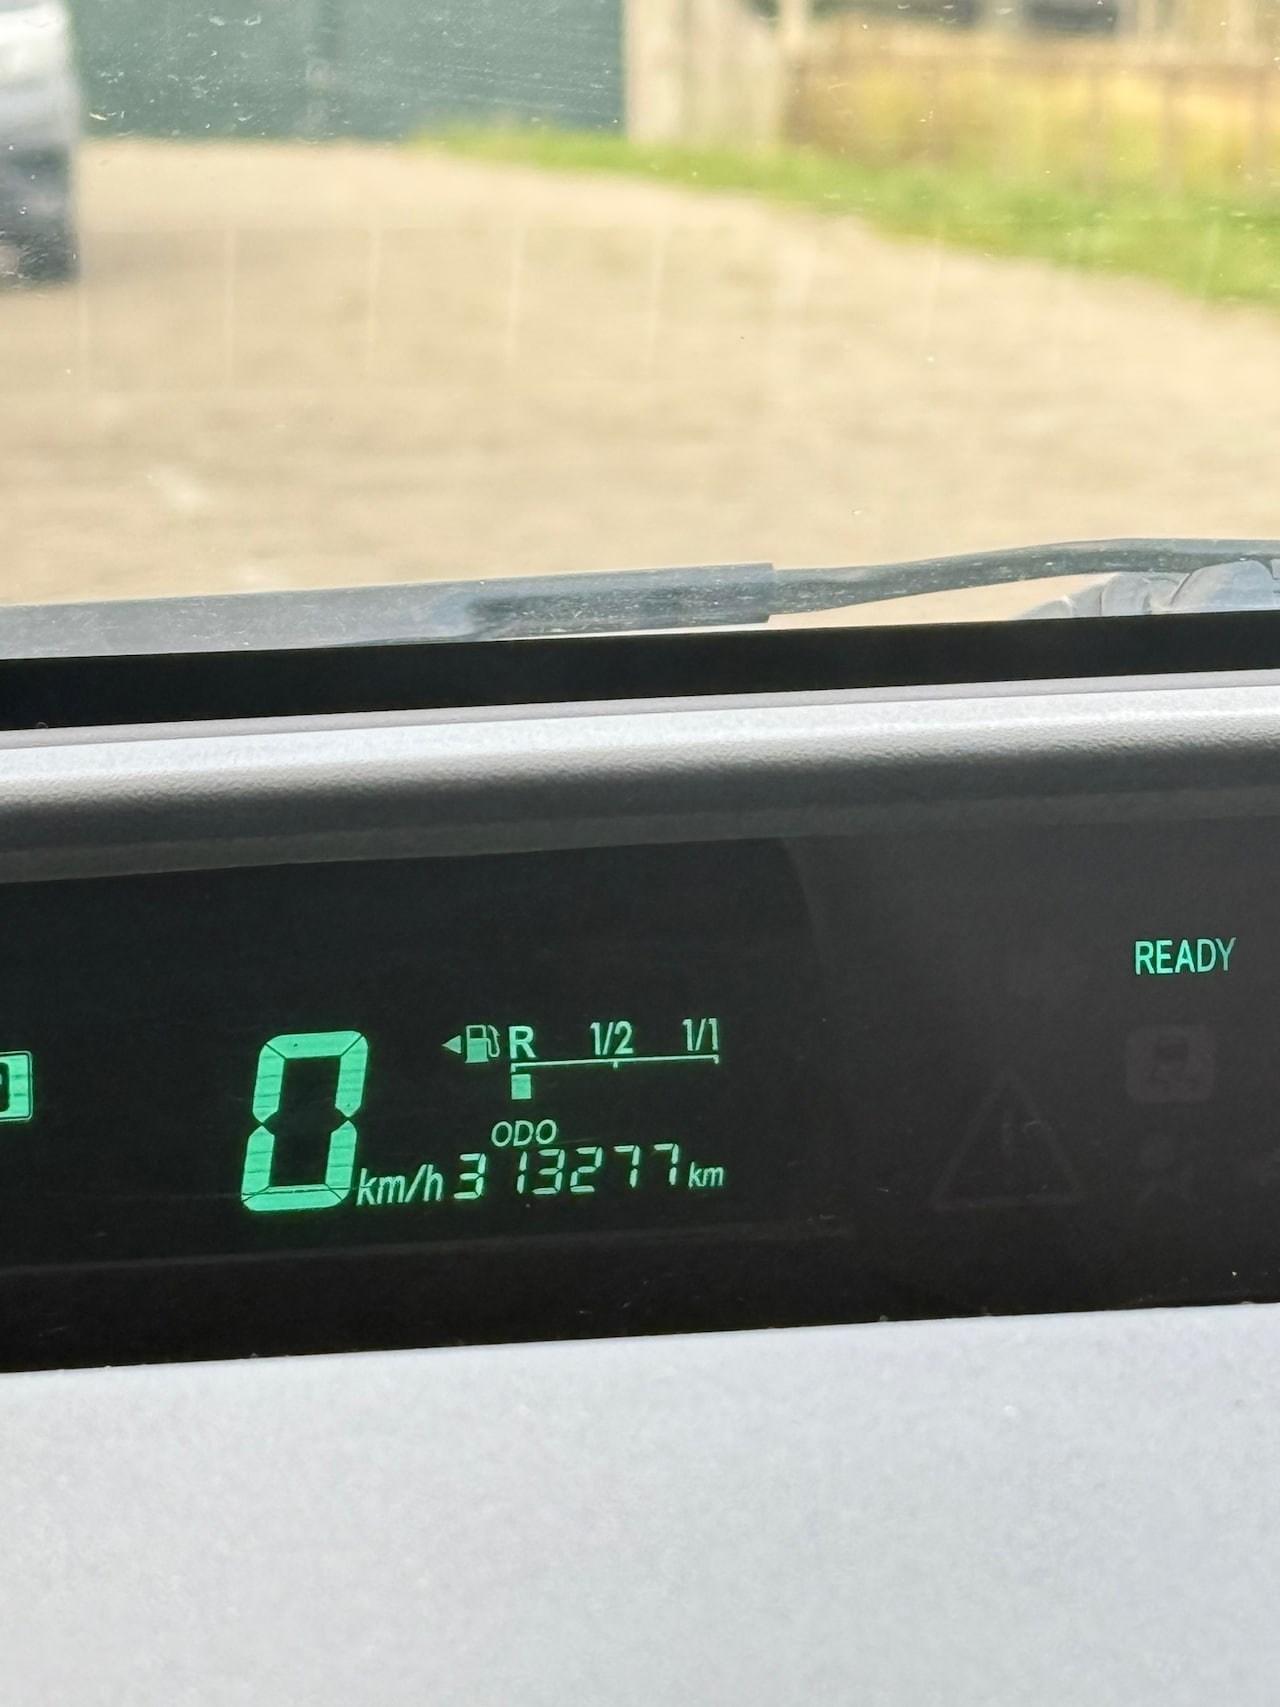 READY
R 1/2 1/1
ODO
0 km/h 313277 km